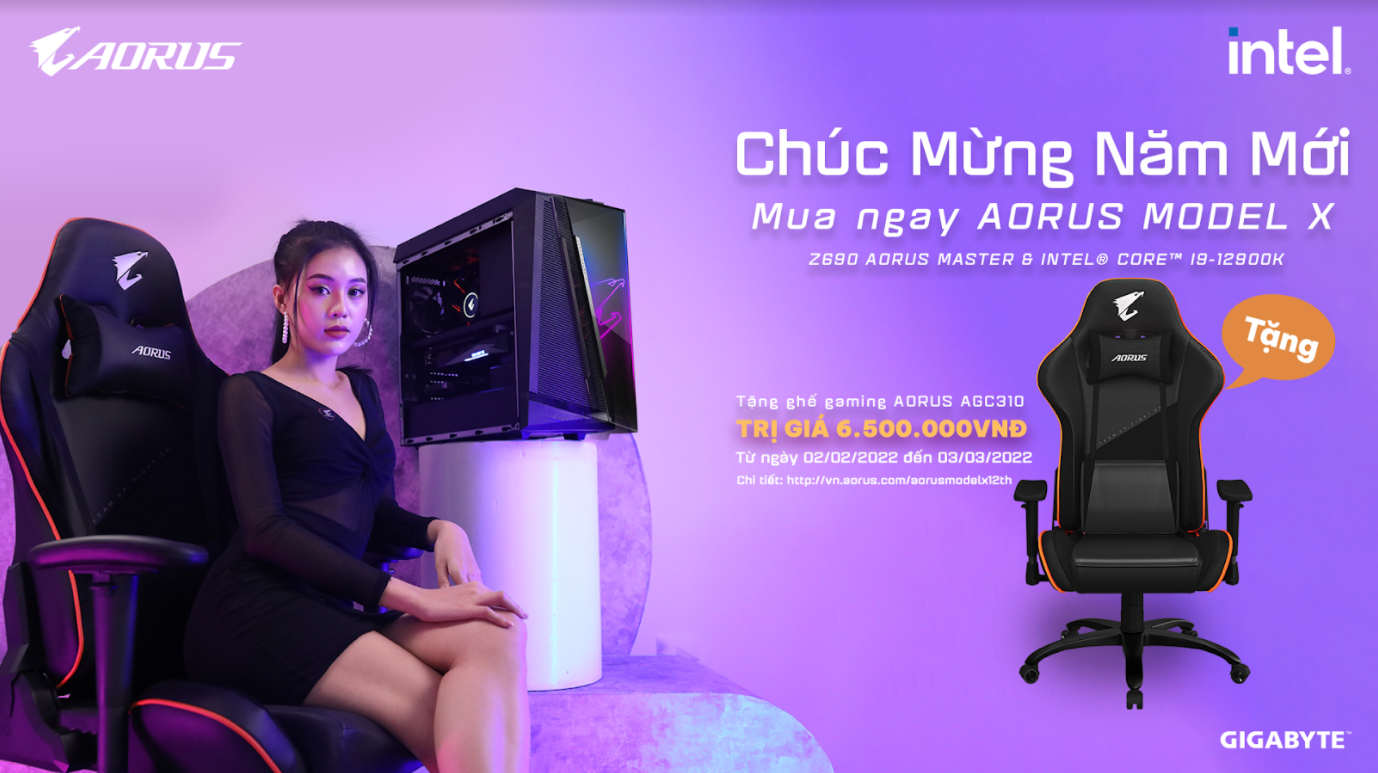 AORUS
intel®
Chúc Mừng Năm Mới
Mua ngay AORUS MODEL X
Z690 AORUS MASTER & INTEL® CORE™ I9-12900K
Tặng
AORUS
AORUS
Tặng ghế gaming AORUS AGC310
TRỊ GIÁ 6.500.000VNĐ
Từ ngày 02/02/2022 đến 03/03/2022
Chi tiết: http://vn.aorus.com/aorusmodelx12th
GIGABYTE™